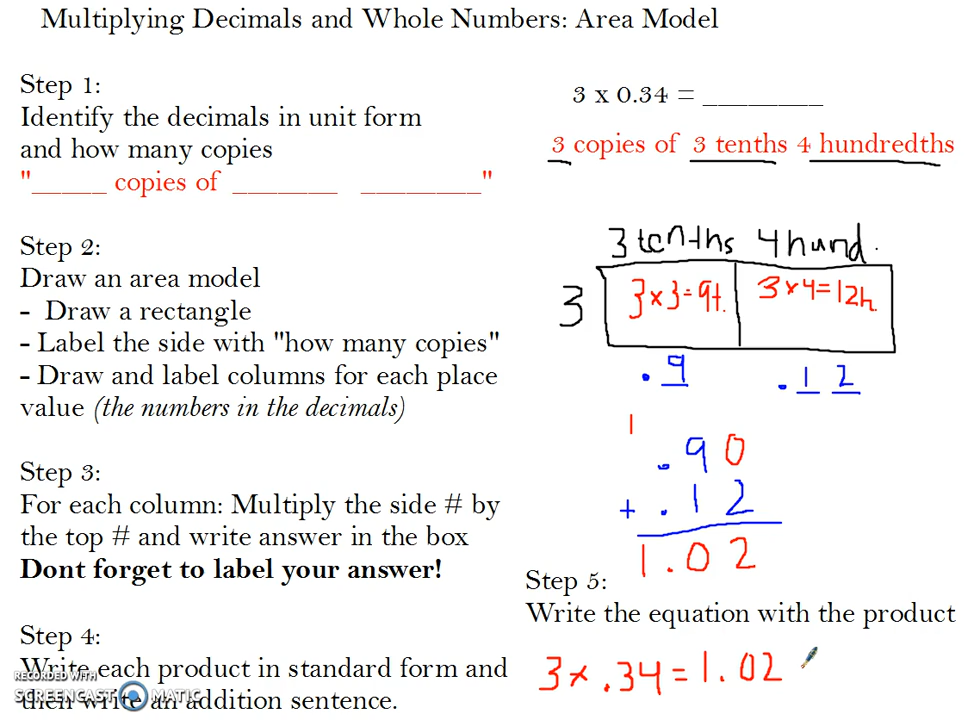 Multiplying Decimals and Whole Numbers: Area Model
Step 1:
Identify the decimals in unit form
and how many copies
"_____ copies of _______ ________"
Step 2:
Draw an area model
- Draw a rectangle
- Label the side with "how many copies"
- Draw and label columns for each place
value (the numbers in the decimals)
Step 3:
For each column: Multiply the side # by
the top # and write answer in the box
Dont forget to label your answer!
Step 4:
Write each product in standard form and
then write an addition sentence.
3 x 0.34 = ________
3 copies of 3 tenths 4 hundredths
3 tenths 4 hund.
3
3×3=9t. 3×4=12h.
.9 .12
1
.90
+ .12
1.02
Step 5:
Write the equation with the product
3× .34 = 1.02
RECORDED WITH
SCREENCAST MATIC